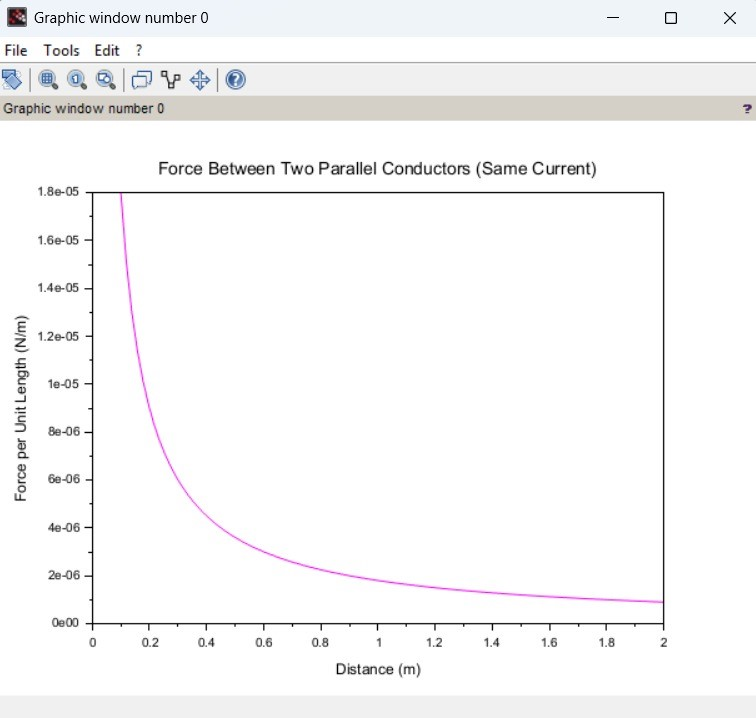 Graphic window number 0
File Tools Edit ?
Graphic window number 0 ?
Force Between Two Parallel Conductors (Same Current)
1.8e-05
1.6e-05
1.4e-05
1.2e-05
1e-05
8e-06
6e-06
4e-06
2e-06
0e00
Force per Unit Length (N/m)
0 0.2 0.4 0.6 0.8 1 1.2 1.4 1.6 1.8 2
Distance (m)